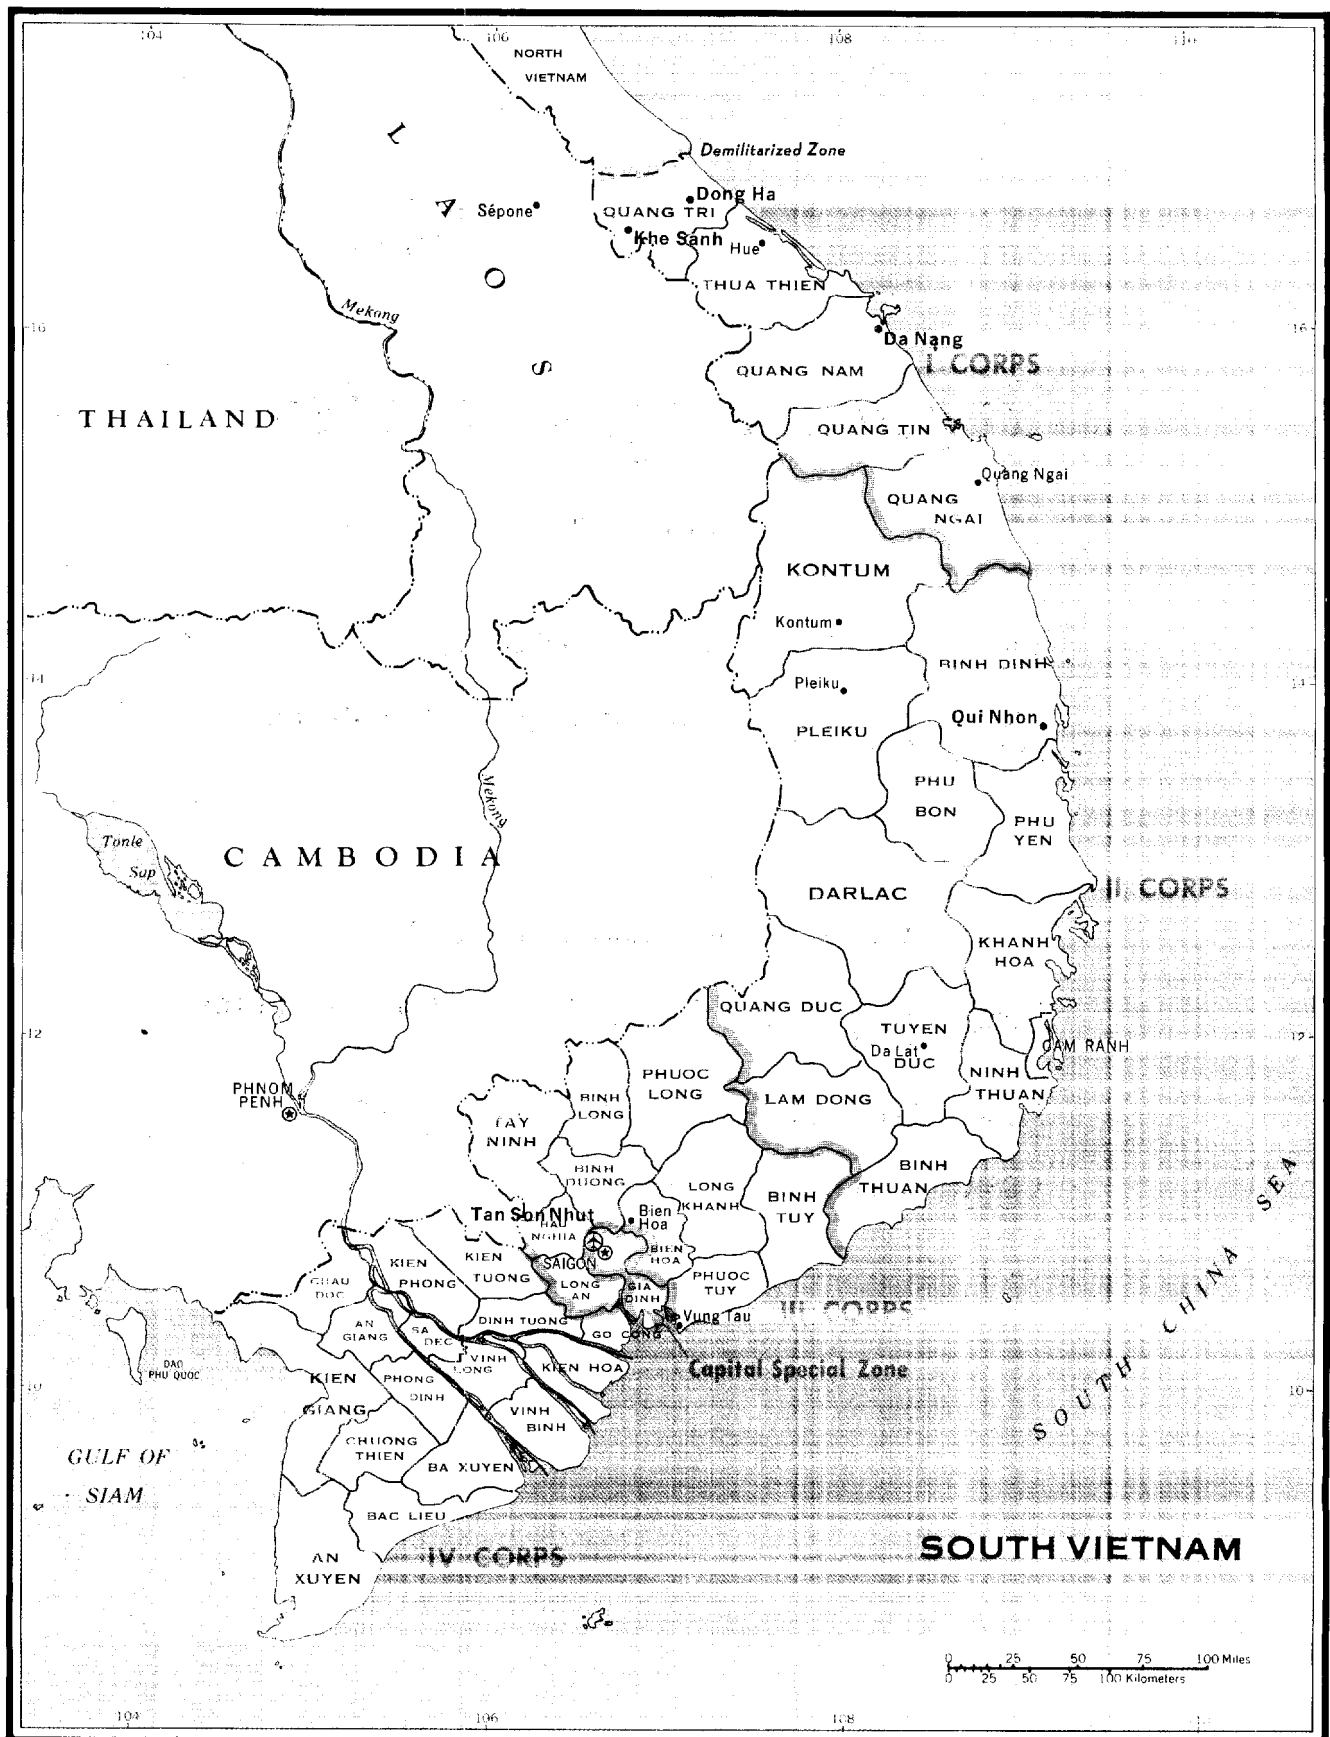 104
106
108
110
NORTH
VIETNAM
LAOS
Demilitarized Zone
Sépone
Dong Ha
QUANG TRI
Khe Sanh
Hue
THUA THIEN
Mekong
16
16
Da Nang
I CORPS
QUANG NAM
THAILAND
QUANG TIN
Quang Ngai
QUANG
NGAI
KONTUM
Kontum
BINH DINH
14
14
Pleiku
PLEIKU
Qui Nhon
PHU
BON
PHU
YEN
Mekong
Tonle
Sap
CAMBODIA
DARLAC
II CORPS
KHANH
HOA
QUANG DUC
TUYEN
DUC
Da Lat
CAM RANH
12
12
PHNOM
PENH
PHUOC
LONG
BINH
LONG
LAM DONG
NINH
THUAN
TAY
NINH
BINH
DUONG
LONG
KHANH
BINH
TUY
BINH
THUAN
Tan Son Nhut
HAU
NGHIA
Bien
Hoa
BIEN
HOA
SAIGON
KIEN
PHONG
KIEN
TUONG
LONG
AN
GIA
DINH
PHUOC
TUY
CHAU
DOC
III CORPS
Vung Tau
AN
GIANG
SA
DEC
DINH TUONG
GO CONG
Capital Special Zone
DAO
PHU QUOC
KIEN
GIANG
PHONG
DINH
VINH
LONG
KIEN HOA
10
10
VINH
BINH
CHUONG
THIEN
BA XUYEN
GULF OF
SIAM
BAC LIEU
AN
XUYEN
IV CORPS
SOUTH CHINA SEA
SOUTH VIETNAM
0 25 50 75 100 Miles
0 25 50 75 100 Kilometers
104
106
108